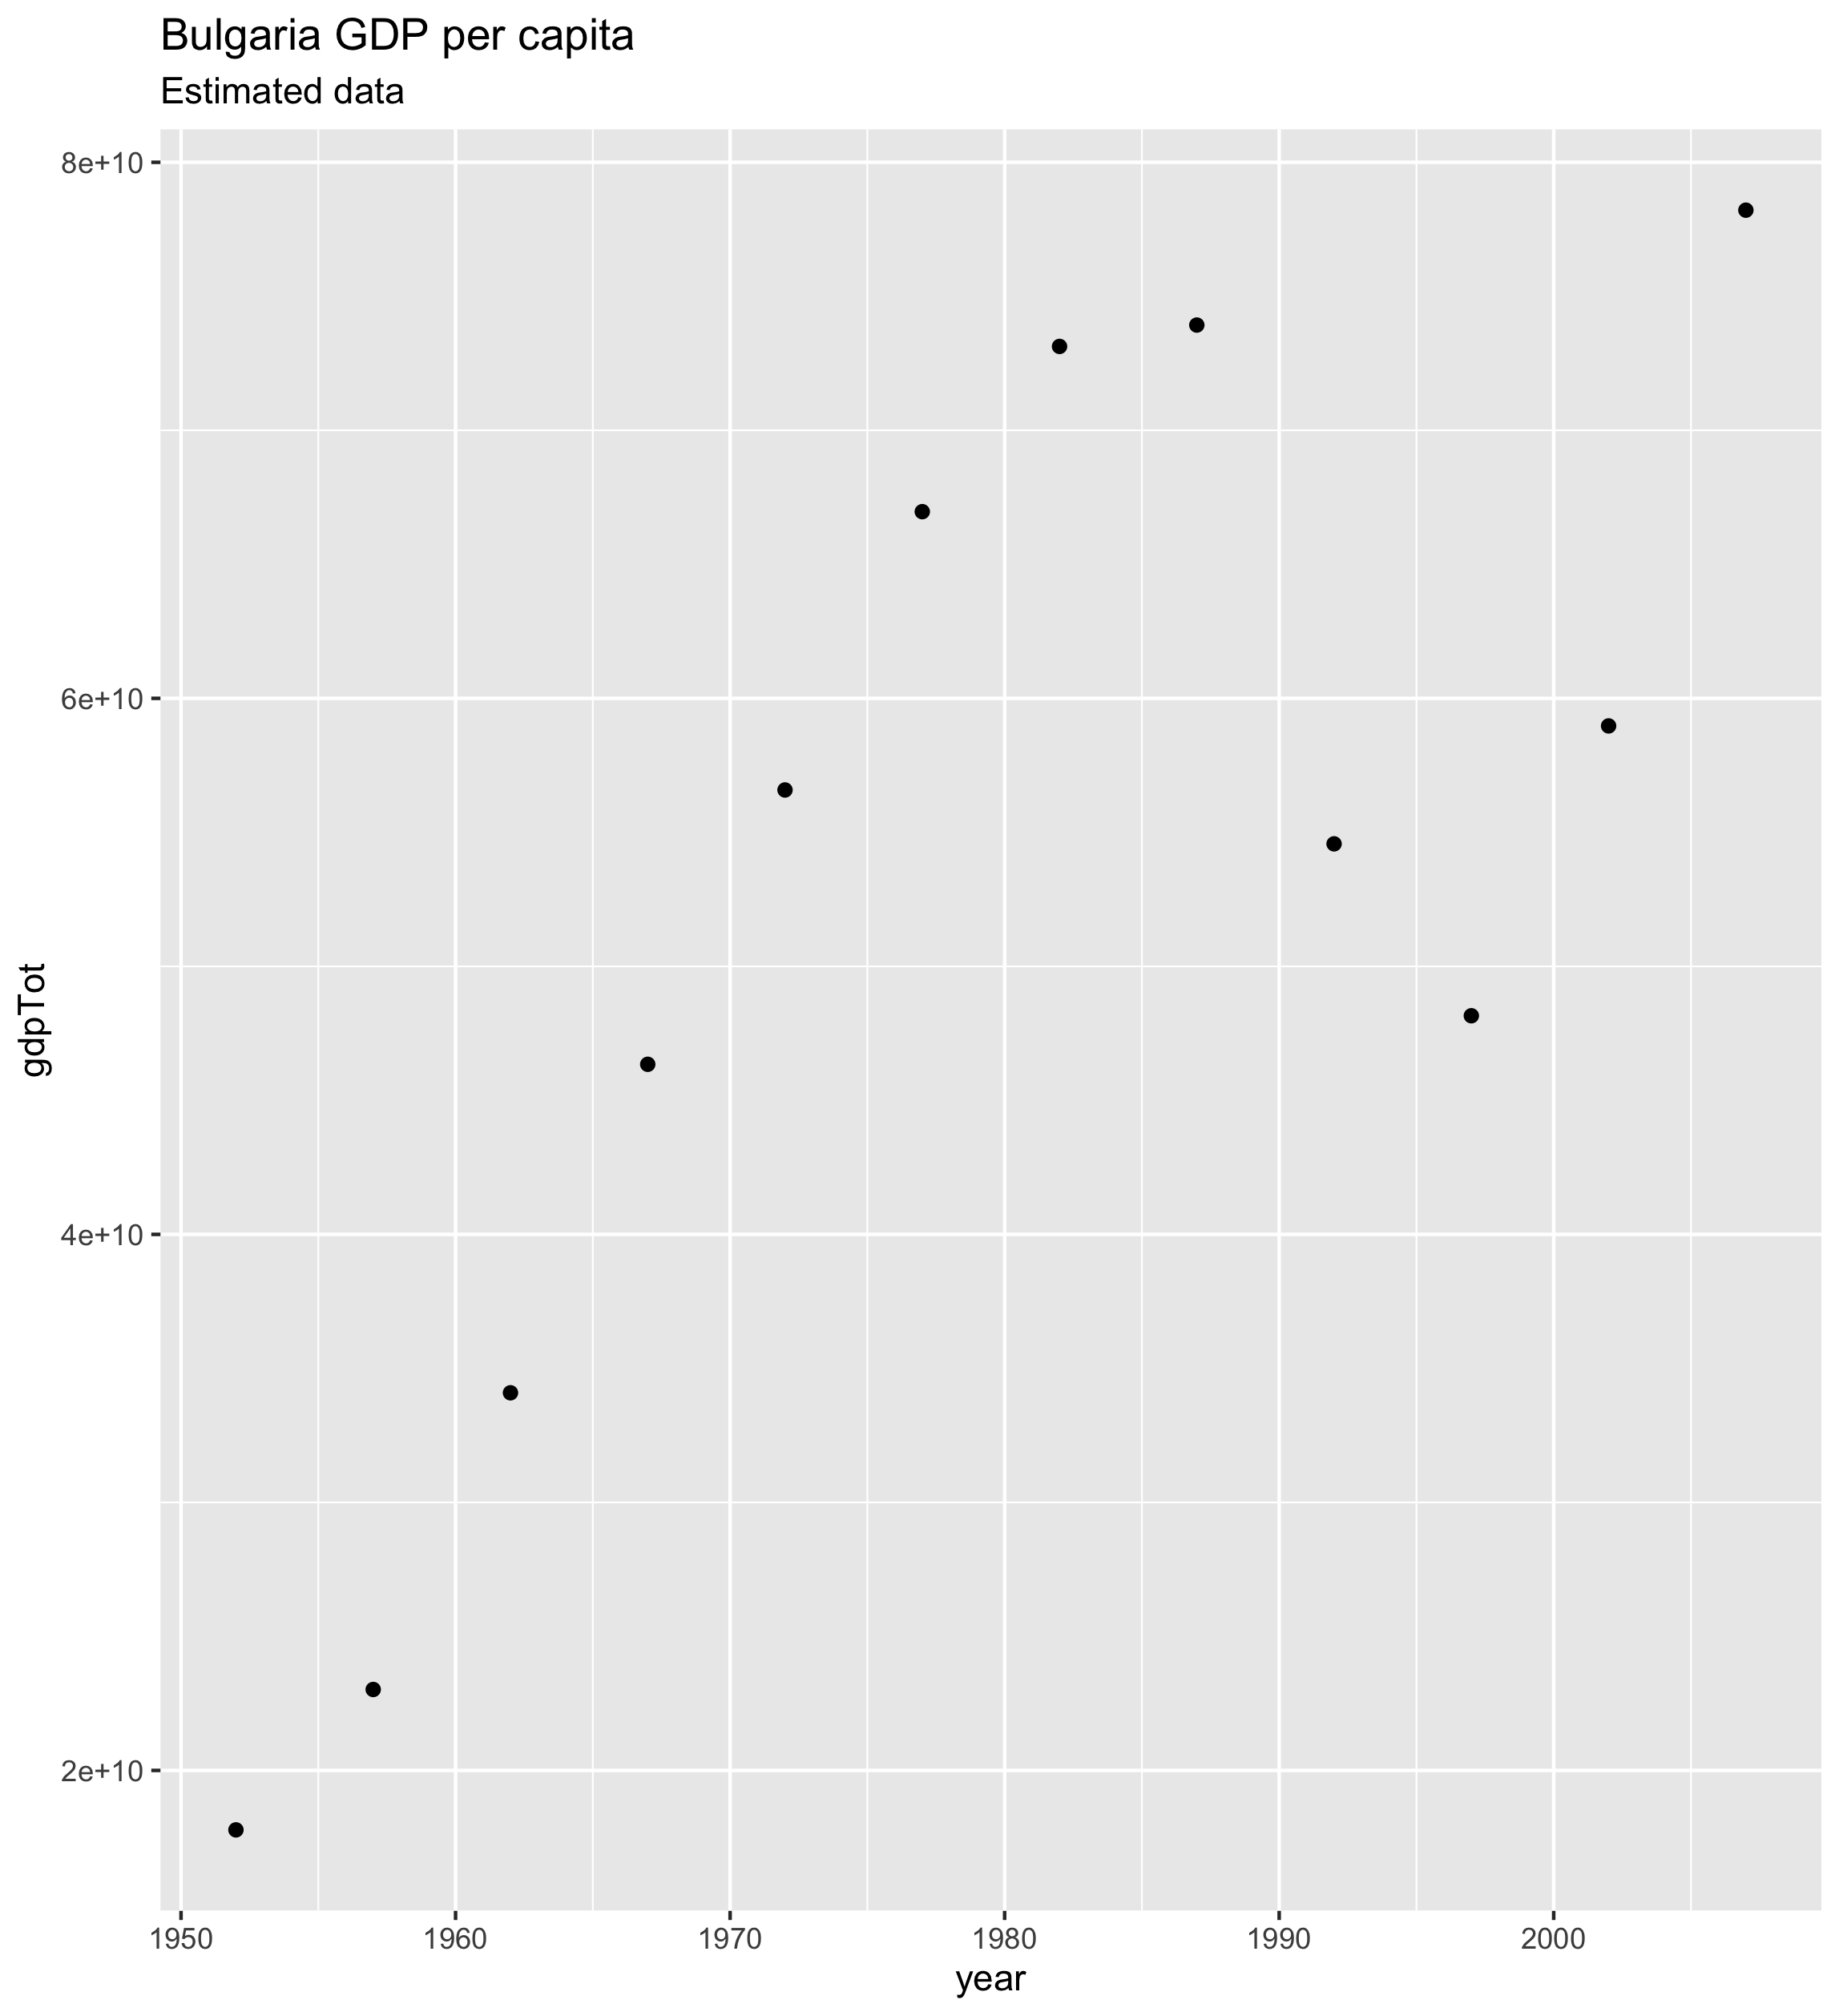 Bulgaria GDP per capita
Estimated data
8e+10
6e+10
4e+10
2e+10
gdpTot
1950 1960 1970 1980 1990 2000
year